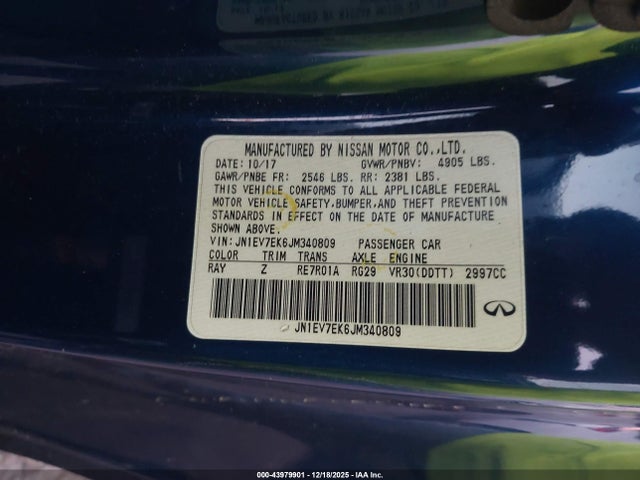 MANUFACTURED BY NISSAN MOTOR CO.,LTD.
DATE: 10/17 GVWR/PNBV: 4905 LBS.
GAWR/PNBE FR: 2546 LBS. RR: 2381 LBS.
THIS VEHICLE CONFORMS TO ALL APPLICABLE FEDERAL
MOTOR VEHICLE SAFETY, BUMPER, AND THEFT PREVENTION
STANDARDS IN EFFECT ON THE DATE OF MANUFACTURE
SHOWN ABOVE.
VIN: JN1EV7EK6JM340809 PASSENGER CAR
COLOR TRIM TRANS AXLE ENGINE
RAY Z RE7R01A RG29 VR30(DDTT) 2997CC
JN1EV7EK6JM340809
000-43979901 - 12/18/2025 - IAA Inc.